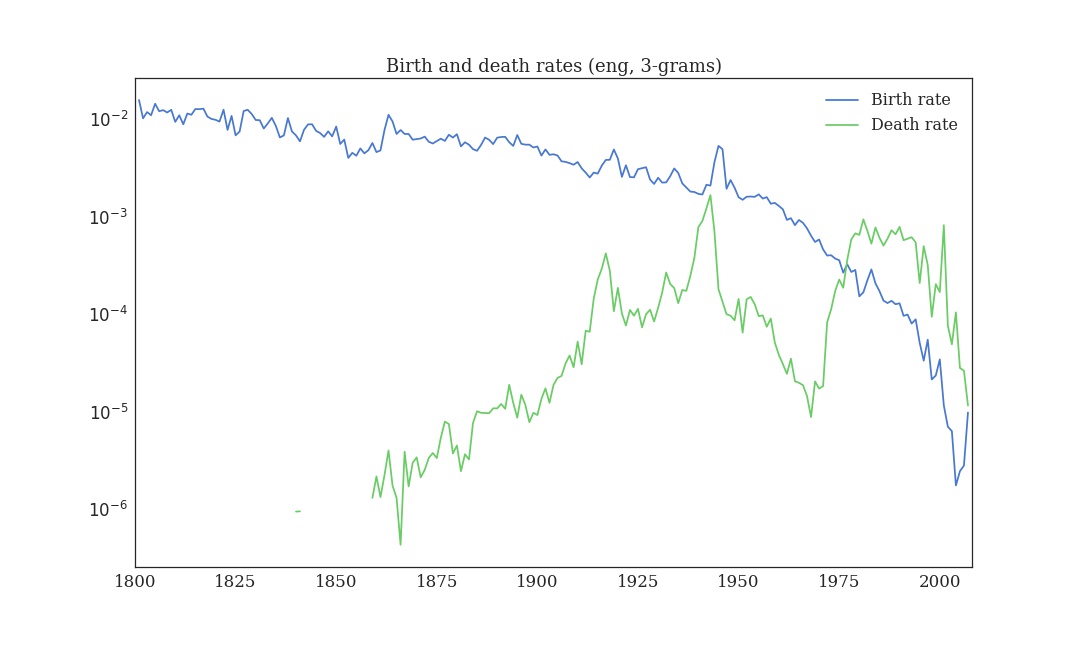 Birth and death rates (eng, 3-grams)
Birth rate
Death rate
10⁻²
10⁻³
10⁻⁴
10⁻⁵
10⁻⁶
1800 1825 1850 1875 1900 1925 1950 1975 2000